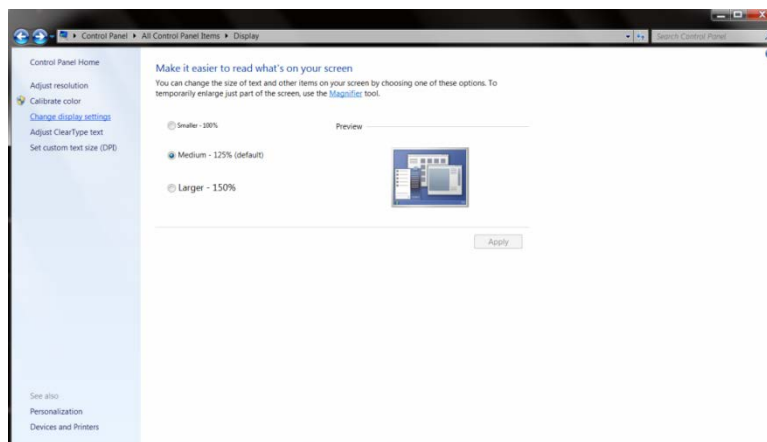 Control Panel ▸ All Control Panel Items ▸ Display
Search Control Panel
Control Panel Home
Adjust resolution
Calibrate color
Change display settings
Adjust ClearType text
Set custom text size (DPI)
See also
Personalization
Devices and Printers
Make it easier to read what's on your screen
You can change the size of text and other items on your screen by choosing one of these options. To
temporarily enlarge just part of the screen, use the Magnifier tool.
Smaller - 100%
Preview
Medium - 125% (default)
Larger - 150%
Apply